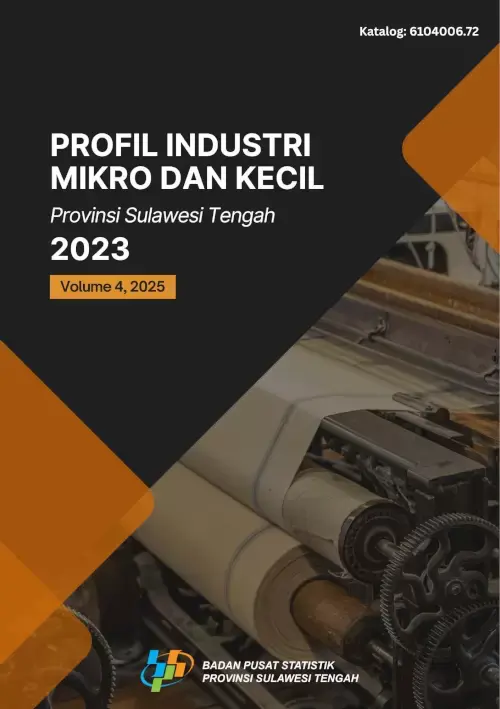 Katalog: 6104006.72
PROFIL INDUSTRI
MIKRO DAN KECIL
Provinsi Sulawesi Tengah
2023
Volume 4, 2025
BADAN PUSAT STATISTIK
PROVINSI SULAWESI TENGAH